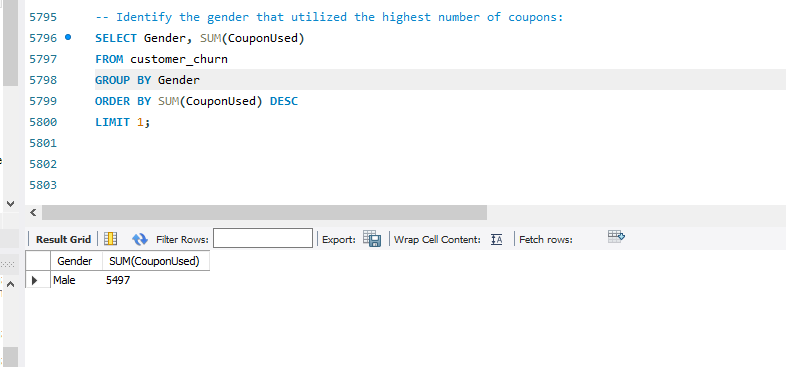 5795 -- Identify the gender that utilized the highest number of coupons:
5796 SELECT Gender, SUM(CouponUsed)
5797 FROM customer_churn
5798 GROUP BY Gender
5799 ORDER BY SUM(CouponUsed) DESC
5800 LIMIT 1;
5801
5802
5803
Result Grid Filter Rows: Export: Wrap Cell Content: Fetch rows:
Gender SUM(CouponUsed)
Male 5497